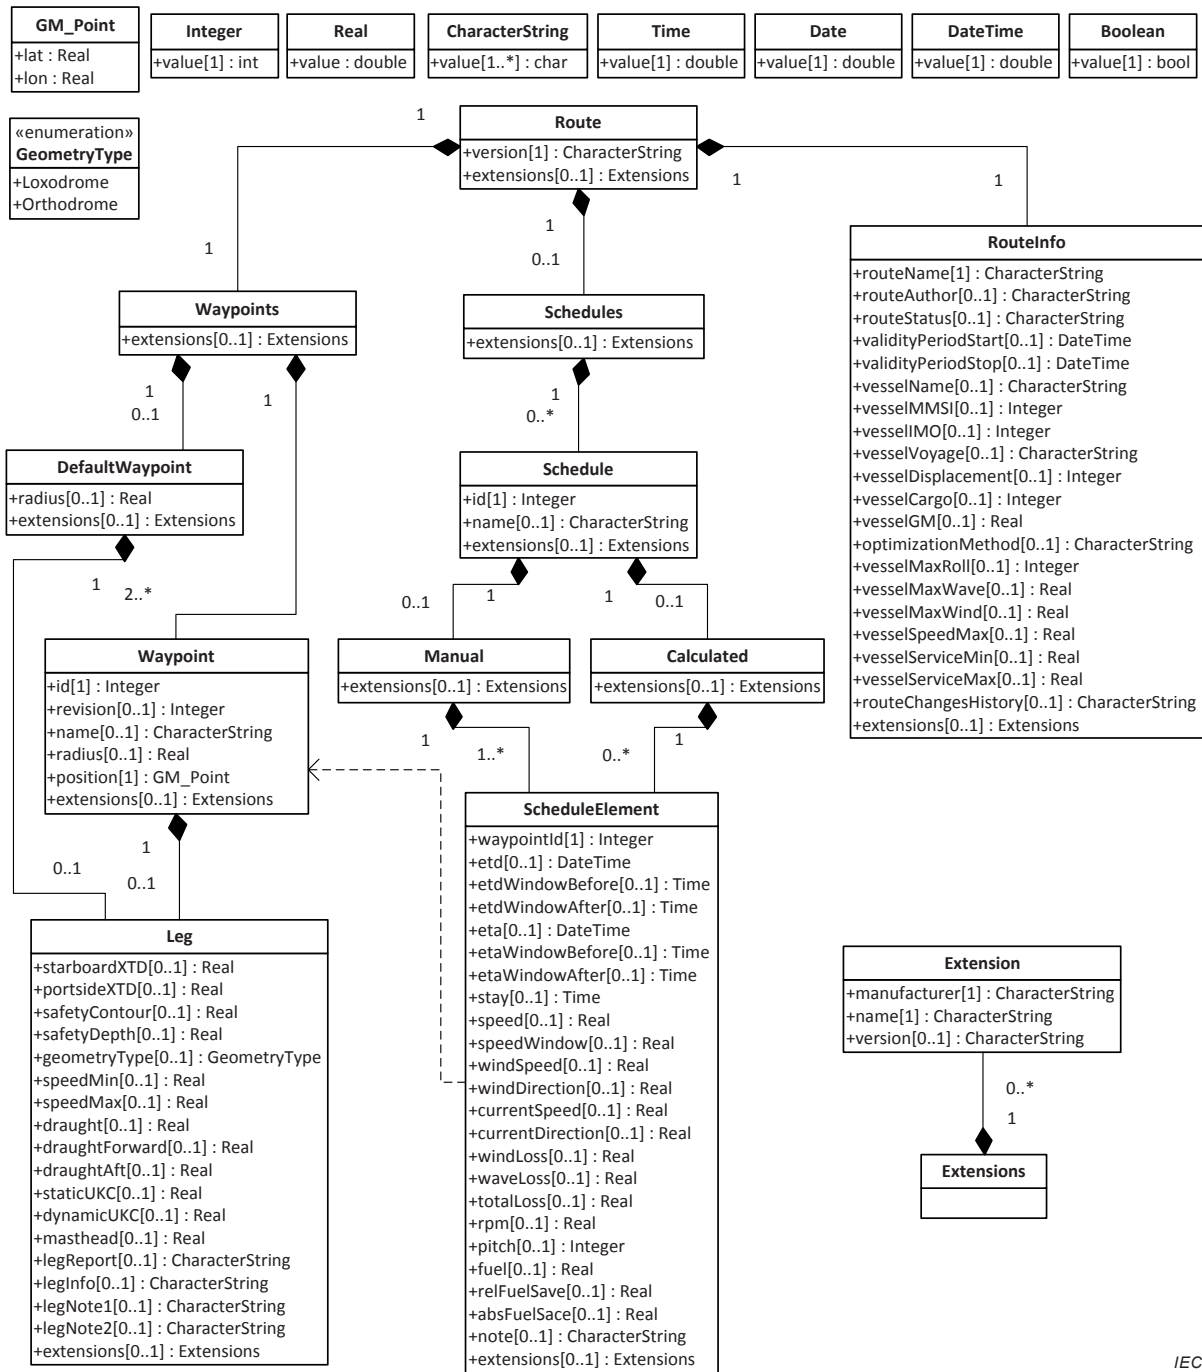 GM_Point
+lat : Real
+lon : Real
Integer
+value[1] : int
Real
+value : double
CharacterString
+value[1..*] : char
Time
+value[1] : double
Date
+value[1] : double
DateTime
+value[1] : double
Boolean
+value[1] : bool
«enumeration»
GeometryType
+Loxodrome
+Orthodrome
Route
+version[1] : CharacterString
+extensions[0..1] : Extensions
1
1
1
0..1
1
1
Waypoints
+extensions[0..1] : Extensions
Schedules
+extensions[0..1] : Extensions
RouteInfo
+routeName[1] : CharacterString
+routeAuthor[0..1] : CharacterString
+routeStatus[0..1] : CharacterString
+validityPeriodStart[0..1] : DateTime
+validityPeriodStop[0..1] : DateTime
+vesselName[0..1] : CharacterString
+vesselMMSI[0..1] : Integer
+vesselIMO[0..1] : Integer
+vesselVoyage[0..1] : CharacterString
+vesselDisplacement[0..1] : Integer
+vesselCargo[0..1] : Integer
+vesselGM[0..1] : Real
+optimizationMethod[0..1] : CharacterString
+vesselMaxRoll[0..1] : Integer
+vesselMaxWave[0..1] : Real
+vesselMaxWind[0..1] : Real
+vesselSpeedMax[0..1] : Real
+vesselServiceMin[0..1] : Real
+vesselServiceMax[0..1] : Real
+routeChangesHistory[0..1] : CharacterString
+extensions[0..1] : Extensions
1
0..1
1
1
0..*
DefaultWaypoint
+radius[0..1] : Real
+extensions[0..1] : Extensions
Schedule
+id[1] : Integer
+name[0..1] : CharacterString
+extensions[0..1] : Extensions
1
2..*
0..1
1
1
0..1
Waypoint
+id[1] : Integer
+revision[0..1] : Integer
+name[0..1] : CharacterString
+radius[0..1] : Real
+position[1] : GM_Point
+extensions[0..1] : Extensions
Manual
+extensions[0..1] : Extensions
Calculated
+extensions[0..1] : Extensions
1
1..*
0..*
1
0..1
1
0..1
Leg
+starboardXTD[0..1] : Real
+portsideXTD[0..1] : Real
+safetyContour[0..1] : Real
+safetyDepth[0..1] : Real
+geometryType[0..1] : GeometryType
+speedMin[0..1] : Real
+speedMax[0..1] : Real
+draught[0..1] : Real
+draughtForward[0..1] : Real
+draughtAft[0..1] : Real
+staticUKC[0..1] : Real
+dynamicUKC[0..1] : Real
+masthead[0..1] : Real
+legReport[0..1] : CharacterString
+legInfo[0..1] : CharacterString
+legNote1[0..1] : CharacterString
+legNote2[0..1] : CharacterString
+extensions[0..1] : Extensions
ScheduleElement
+waypointId[1] : Integer
+etd[0..1] : DateTime
+etdWindowBefore[0..1] : Time
+etdWindowAfter[0..1] : Time
+eta[0..1] : DateTime
+etaWindowBefore[0..1] : Time
+etaWindowAfter[0..1] : Time
+stay[0..1] : Time
+speed[0..1] : Real
+speedWindow[0..1] : Real
+windSpeed[0..1] : Real
+windDirection[0..1] : Real
+currentSpeed[0..1] : Real
+currentDirection[0..1] : Real
+windLoss[0..1] : Real
+waveLoss[0..1] : Real
+totalLoss[0..1] : Real
+rpm[0..1] : Real
+pitch[0..1] : Integer
+fuel[0..1] : Real
+relFuelSave[0..1] : Real
+absFuelSace[0..1] : Real
+note[0..1] : CharacterString
+extensions[0..1] : Extensions
Extension
+manufacturer[1] : CharacterString
+name[1] : CharacterString
+version[0..1] : CharacterString
0..*
1
Extensions
IEC